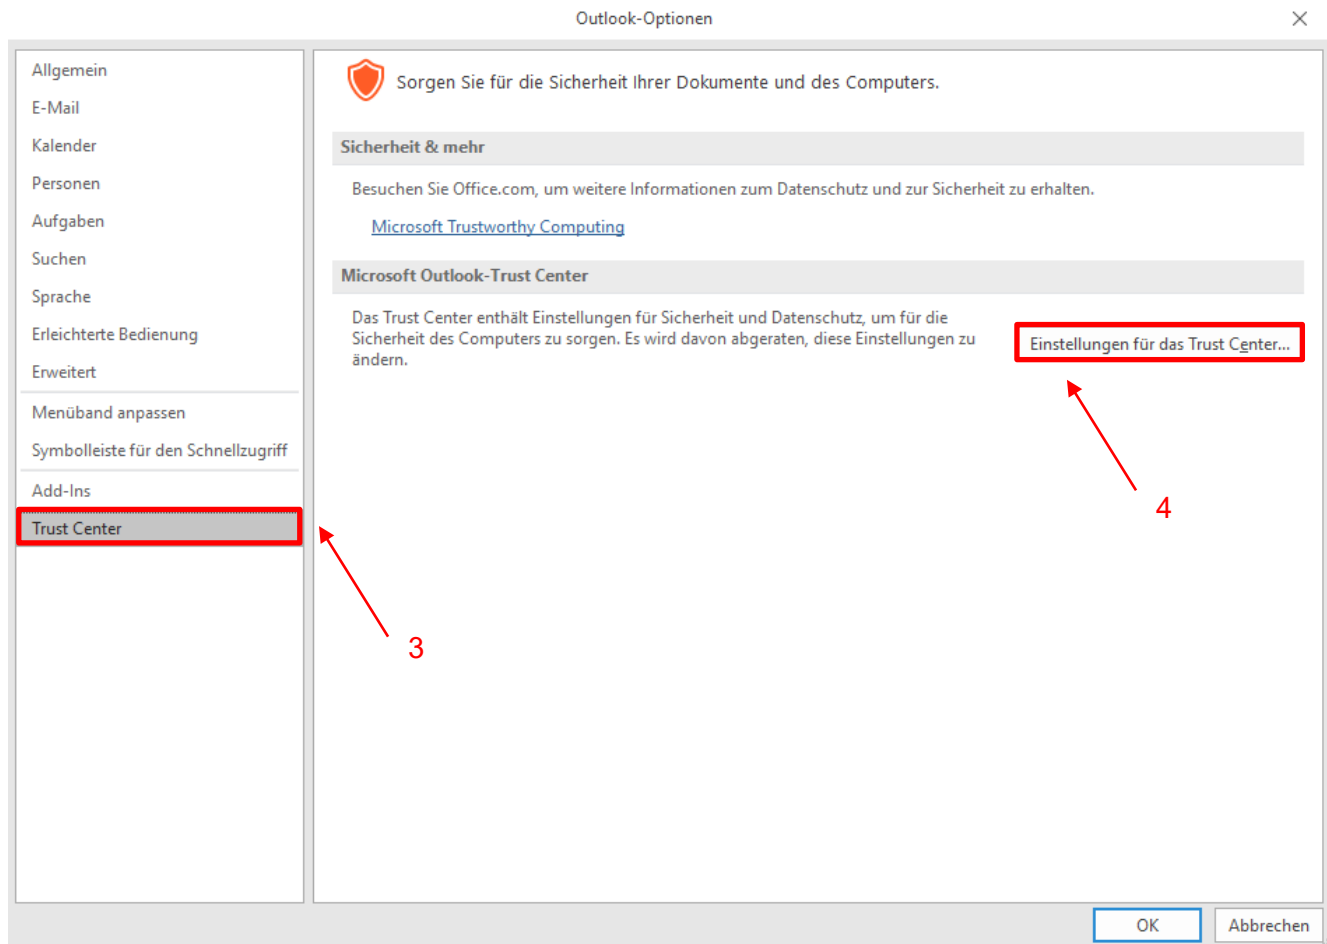 Outlook-Optionen
Allgemein
E-Mail
Kalender
Personen
Aufgaben
Suchen
Sprache
Erleichterte Bedienung
Erweitert
Menüband anpassen
Symbolleiste für den Schnellzugriff
Add-Ins
Trust Center
Sorgen Sie für die Sicherheit Ihrer Dokumente und des Computers.
Sicherheit & mehr
Besuchen Sie Office.com, um weitere Informationen zum Datenschutz und zur Sicherheit zu erhalten.
Microsoft Trustworthy Computing
Microsoft Outlook-Trust Center
Das Trust Center enthält Einstellungen für Sicherheit und Datenschutz, um für die
Sicherheit des Computers zu sorgen. Es wird davon abgeraten, diese Einstellungen zu
ändern.
Einstellungen für das Trust Center...
4
3
OK
Abbrechen